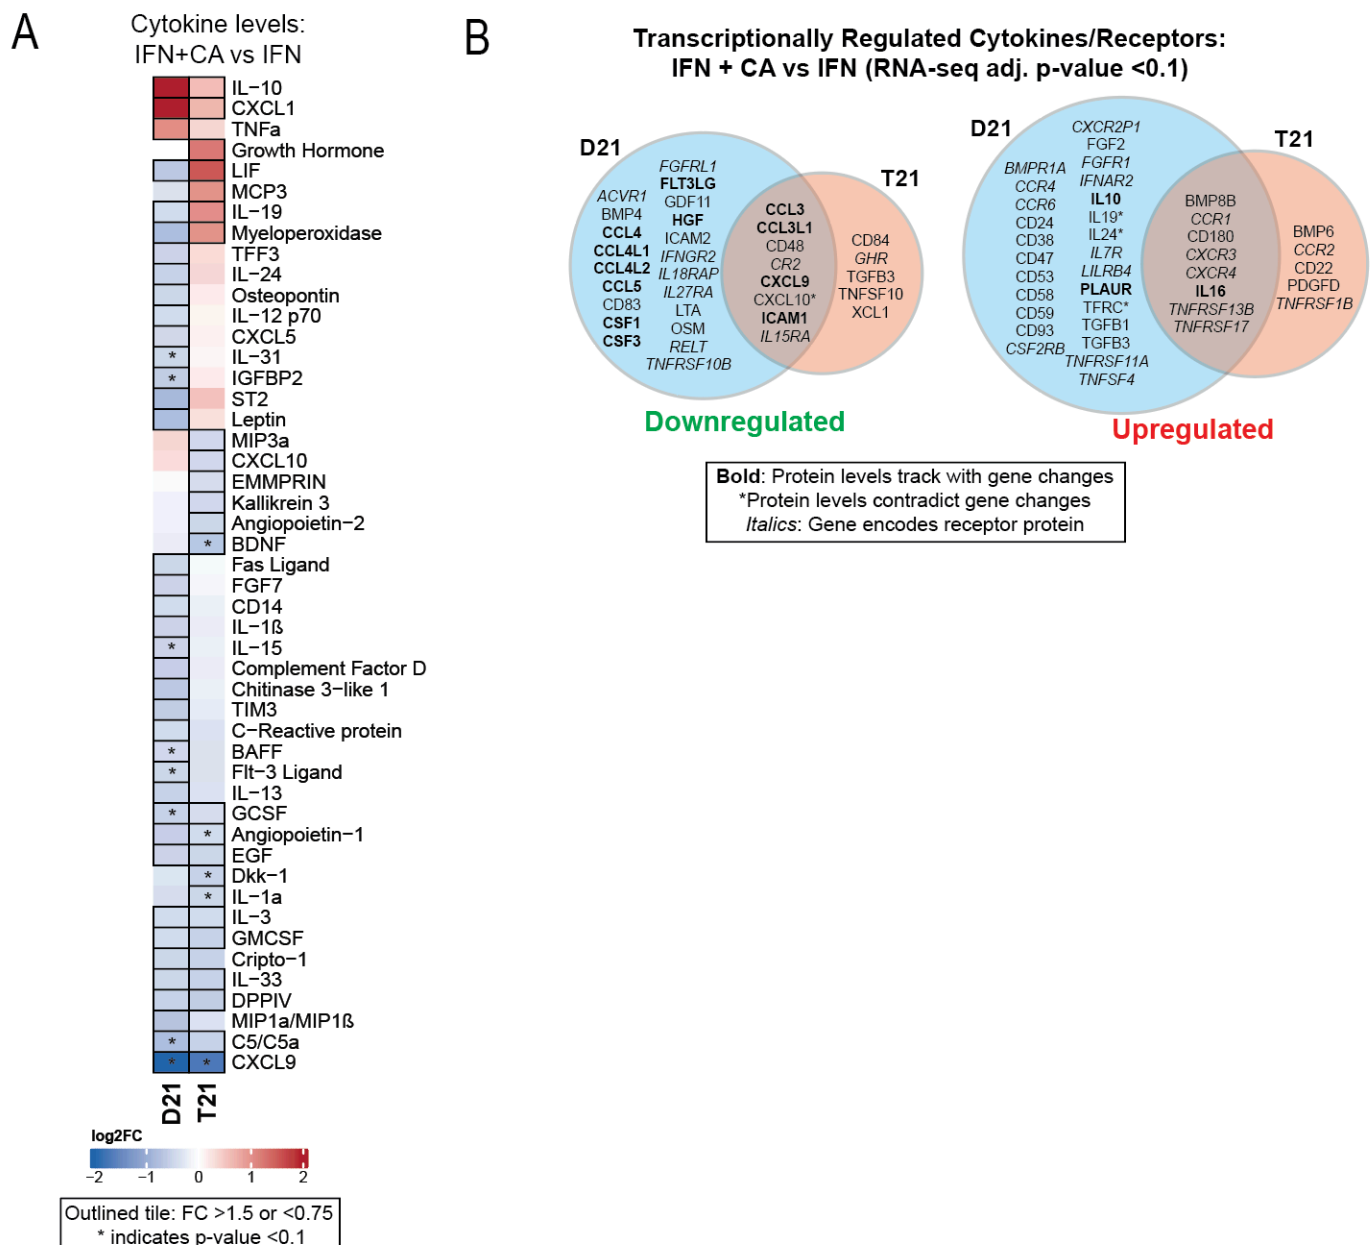 A
Cytokine levels:
IFN+CA vs IFN
IL−10
CXCL1
TNFa
Growth Hormone
LIF
MCP3
IL−19
Myeloperoxidase
TFF3
IL−24
Osteopontin
IL−12 p70
CXCL5
* IL−31
* IGFBP2
ST2
Leptin
MIP3a
CXCL10
EMMPRIN
Kallikrein 3
Angiopoietin−2
* BDNF
Fas Ligand
FGF7
CD14
IL−1ß
* IL−15
Complement Factor D
Chitinase 3−like 1
TIM3
C−Reactive protein
* BAFF
* Flt−3 Ligand
IL−13
* GCSF
* Angiopoietin−1
EGF
* Dkk−1
* IL−1a
IL−3
GMCSF
Cripto−1
IL−33
DPPIV
MIP1a/MIP1ß
* C5/C5a
* * CXCL9
D21
T21
log2FC
−2 −1 0 1 2
Outlined tile: FC >1.5 or <0.75
* indicates p-value <0.1
B
Transcriptionally Regulated Cytokines/Receptors:
IFN + CA vs IFN (RNA-seq adj. p-value <0.1)
D21
ACVR1
BMP4
CCL4
CCL4L1
CCL4L2
CCL5
CD83
CSF1
CSF3
FGFRL1
FLT3LG
GDF11
HGF
ICAM2
IFNGR2
IL18RAP
IL27RA
LTA
OSM
RELT
TNFRSF10B
CCL3
CCL3L1
CD48
CR2
CXCL9
CXCL10*
ICAM1
IL15RA
T21
CD84
GHR
TGFB3
TNFSF10
XCL1
Downregulated
D21
BMPR1A
CCR4
CCR6
CD24
CD38
CD47
CD53
CD58
CD59
CD93
CSF2RB
CXCR2P1
FGF2
FGFR1
IFNAR2
IL10
IL19*
IL24*
IL7R
LILRB4
PLAUR
TFRC*
TGFB1
TGFB3
TNFRSF11A
TNFSF4
BMP8B
CCR1
CD180
CXCR3
CXCR4
IL16
TNFRSF13B
TNFRSF17
T21
BMP6
CCR2
CD22
PDGFD
TNFRSF1B
Upregulated
Bold: Protein levels track with gene changes
*Protein levels contradict gene changes
Italics: Gene encodes receptor protein